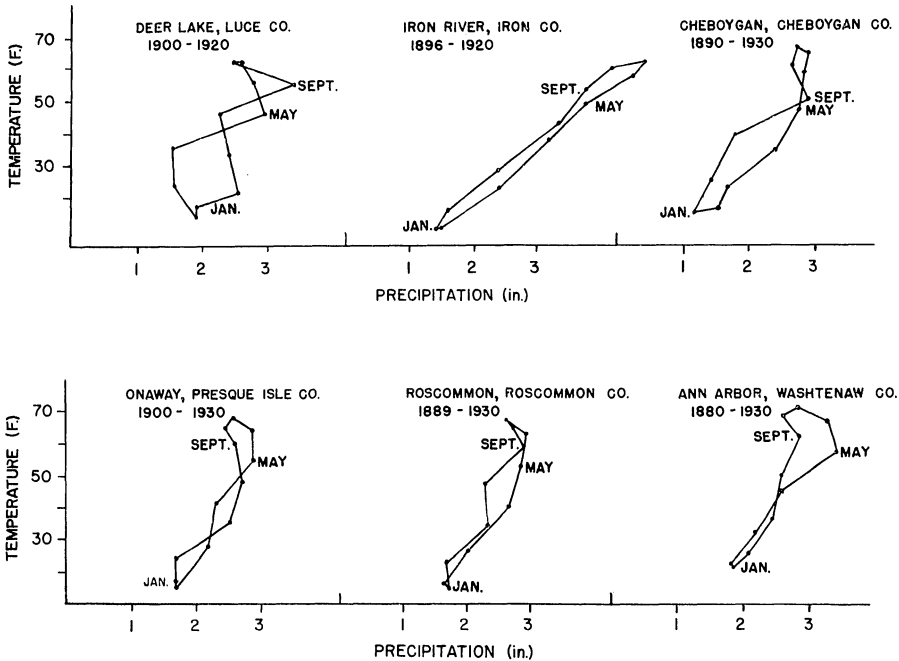 DEER LAKE, LUCE CO.
1900 - 1920
IRON RIVER, IRON CO.
1896 - 1920
CHEBOYGAN, CHEBOYGAN CO.
1890 - 1930
TEMPERATURE (F.)
70
50
30
SEPT.
MAY
JAN.
SEPT.
MAY
JAN.
SEPT.
MAY
JAN.
1 2 3 1 2 3 1 2 3
PRECIPITATION (in.)
ONAWAY, PRESQUE ISLE CO.
1900 - 1930
ROSCOMMON, ROSCOMMON CO.
1889 - 1930
ANN ARBOR, WASHTENAW CO.
1880 - 1930
TEMPERATURE (F.)
70
50
30
SEPT.
MAY
JAN.
SEPT.
MAY
JAN.
SEPT.
MAY
JAN.
1 2 3 1 2 3 1 2 3
PRECIPITATION (in.)